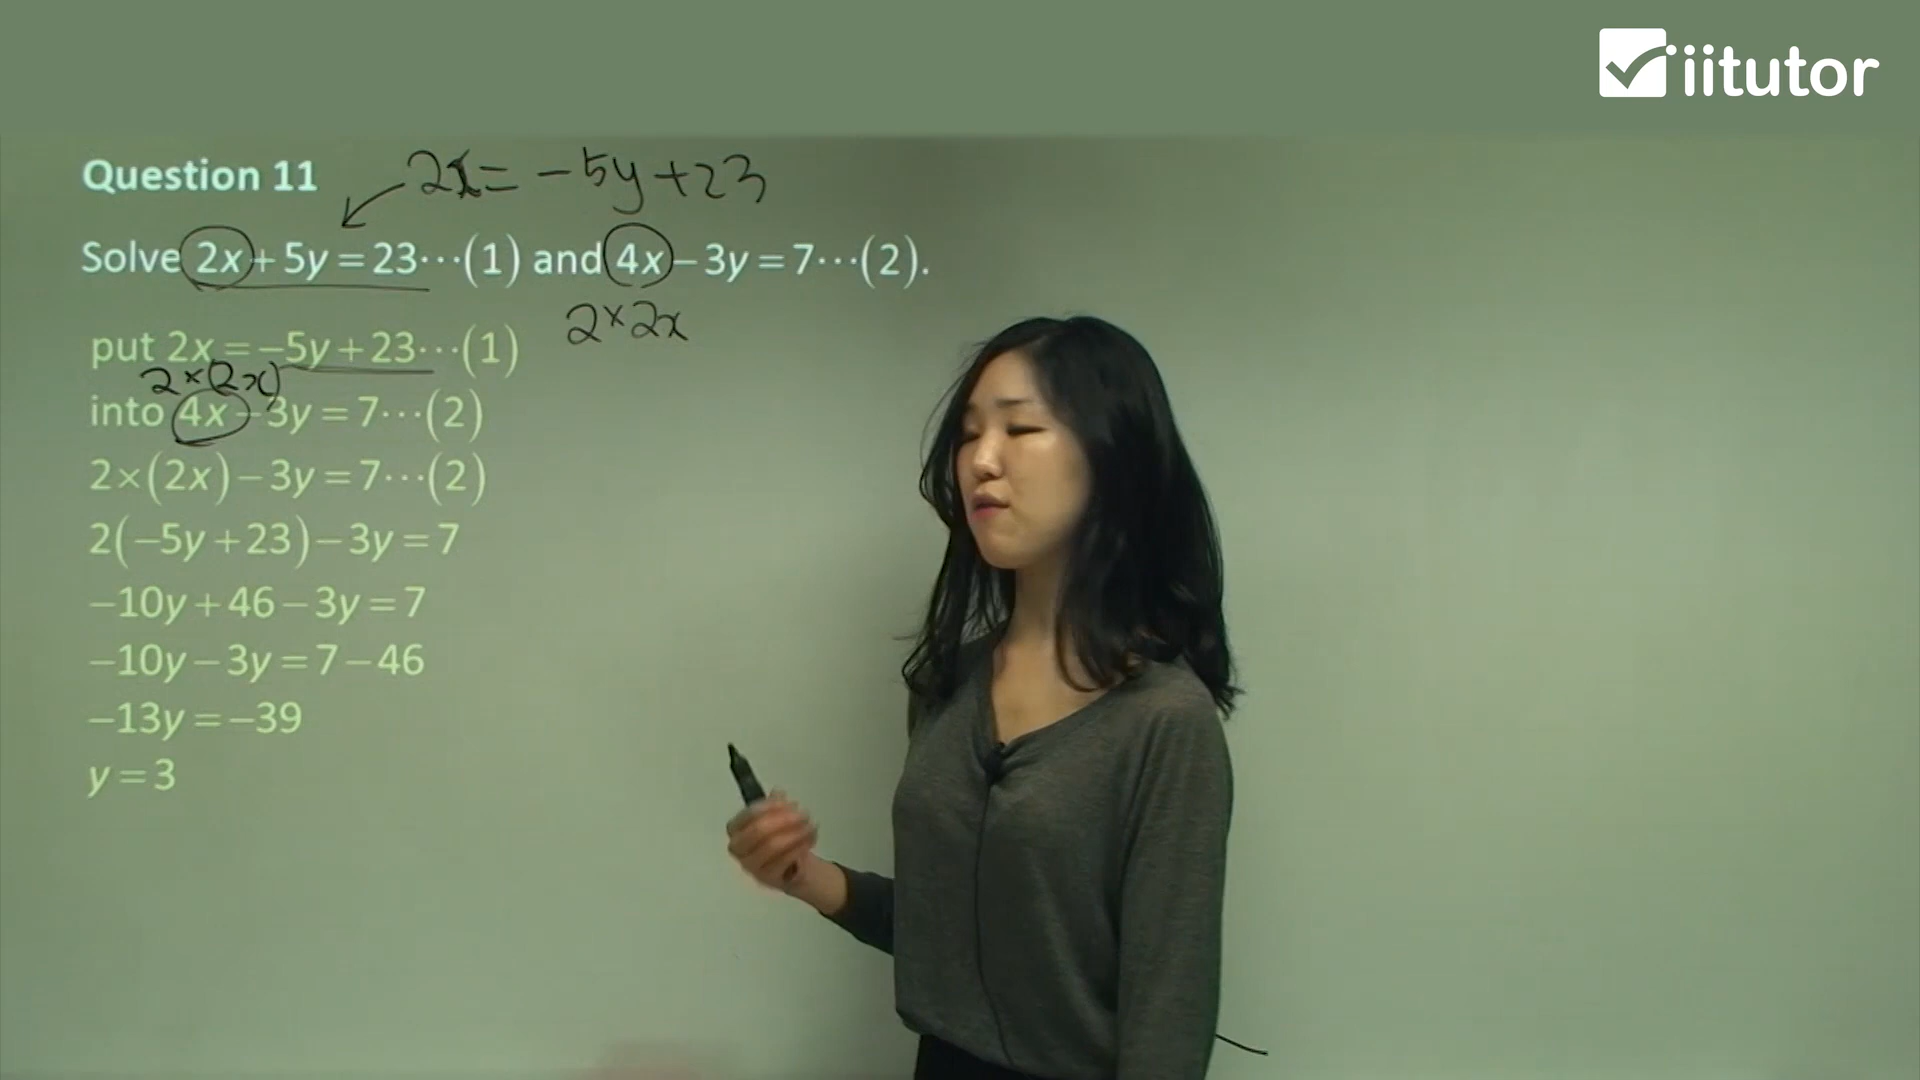 iitutor
Question 11
2x = -5y + 23
Solve 2x + 5y = 23⋯(1) and 4x − 3y = 7⋯(2).
2 × 2x
put 2x = −5y + 23⋯(1)
2 × (2x)
into 4x − 3y = 7⋯(2)
2×(2x) − 3y = 7⋯(2)
2(−5y + 23) − 3y = 7
−10y + 46 − 3y = 7
−10y − 3y = 7 − 46
−13y = −39
y = 3